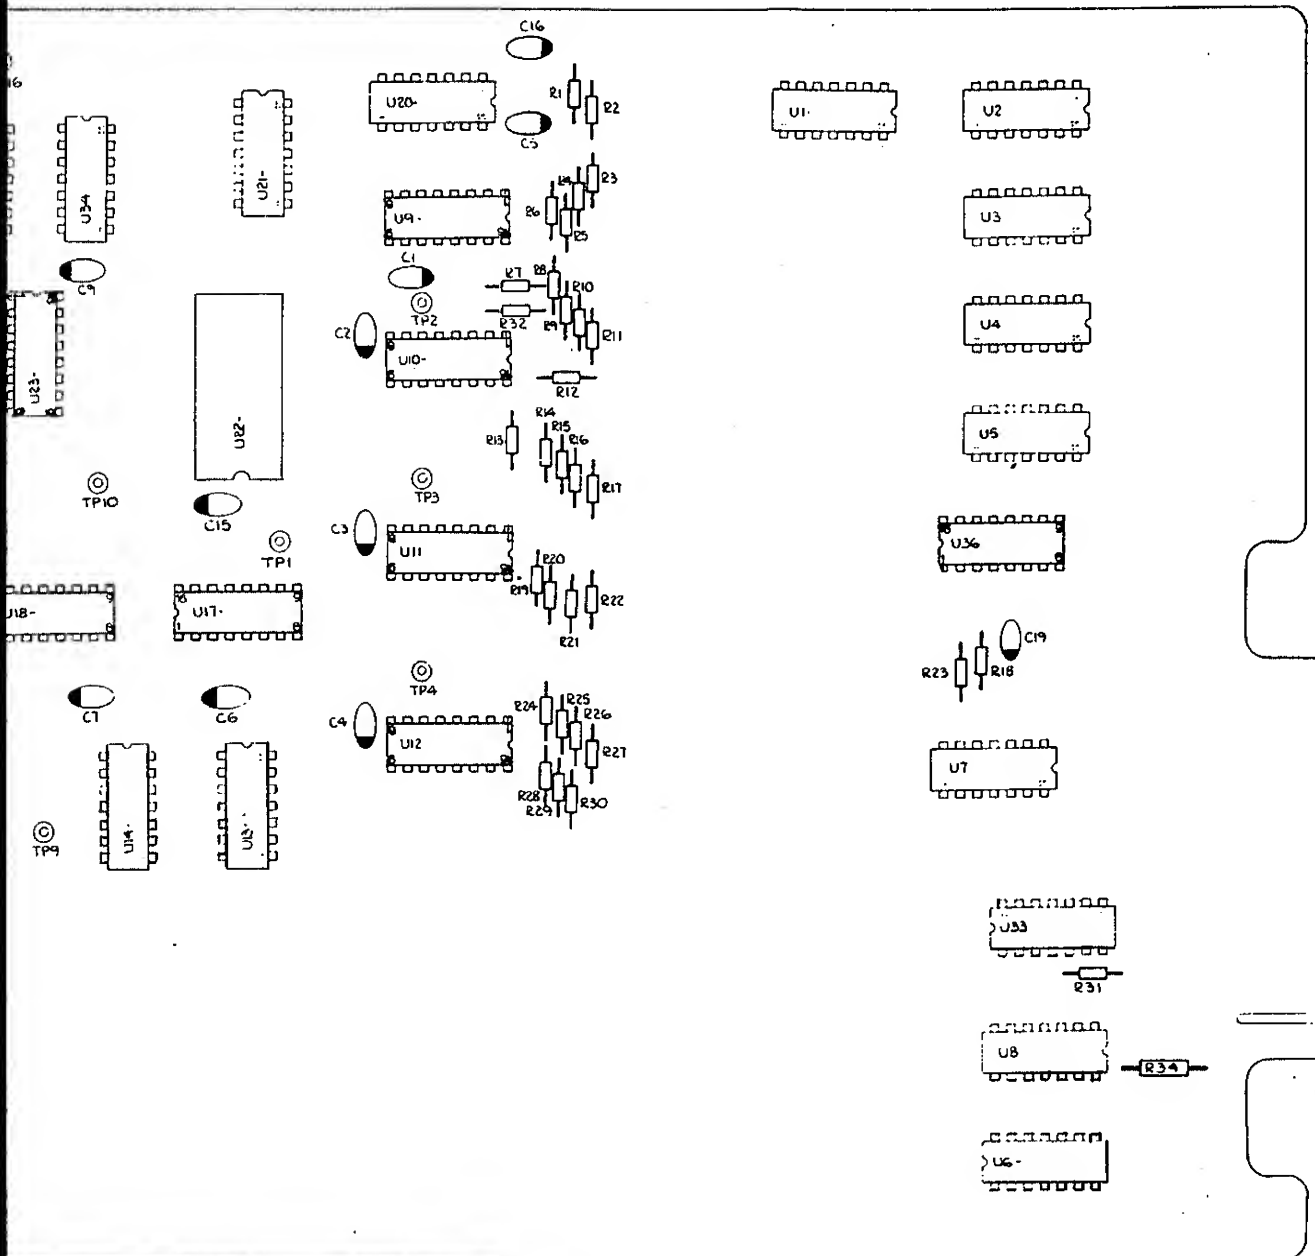 C16
16
U20-
R1
R2
U1-
U2
C5
U34
U21-
R3
R4
R6
R5
U9-
U3
C1
C9
R7
R8
R10
TP2
R32
R9
R11
C2
U4
U10-
U23-
R12
U22-
R14
R15
R16
R13
U5
TP3
R17
TP10
C15
C3
TP1
U11
U36
R20
R19
R22
U18-
U17-
R21
C19
R23
R18
TP4
C7
C6
C4
R24
R25
R26
U12
R27
U7
R28
R29
R30
U14-
U13-
TP9
U33
R31
U8
R34
U6-
1